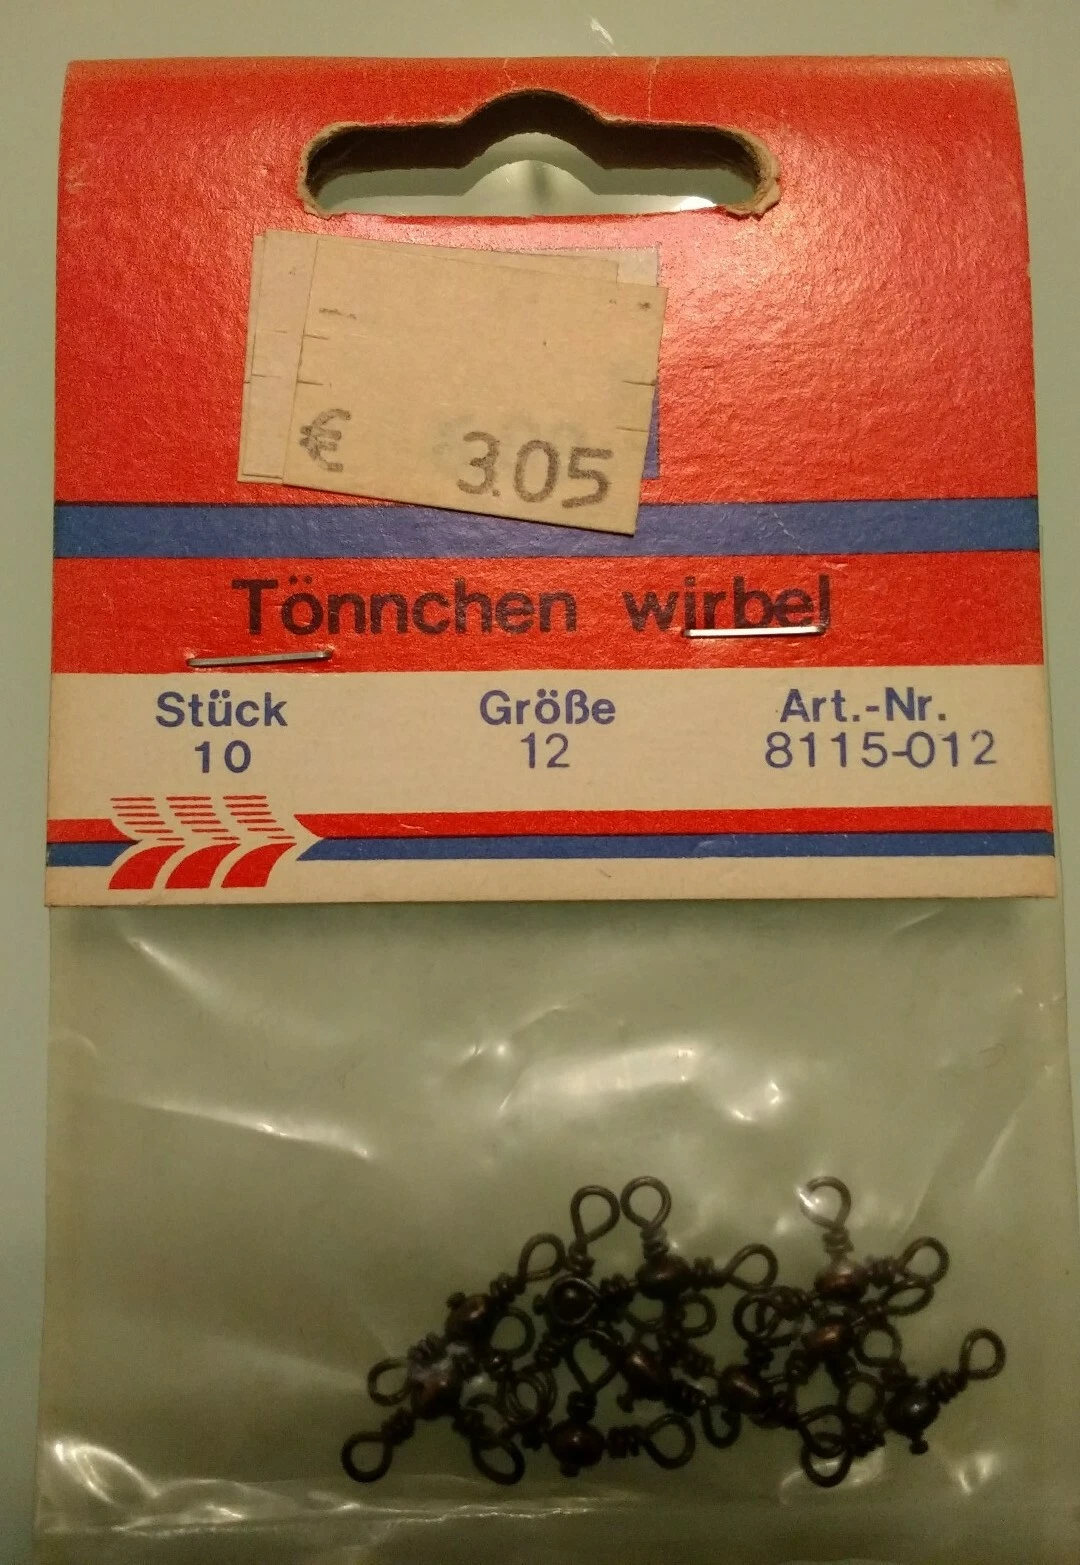 € 3.05
Tönnchen wirbel
Stück Größe Art.-Nr.
10 12 8115-012